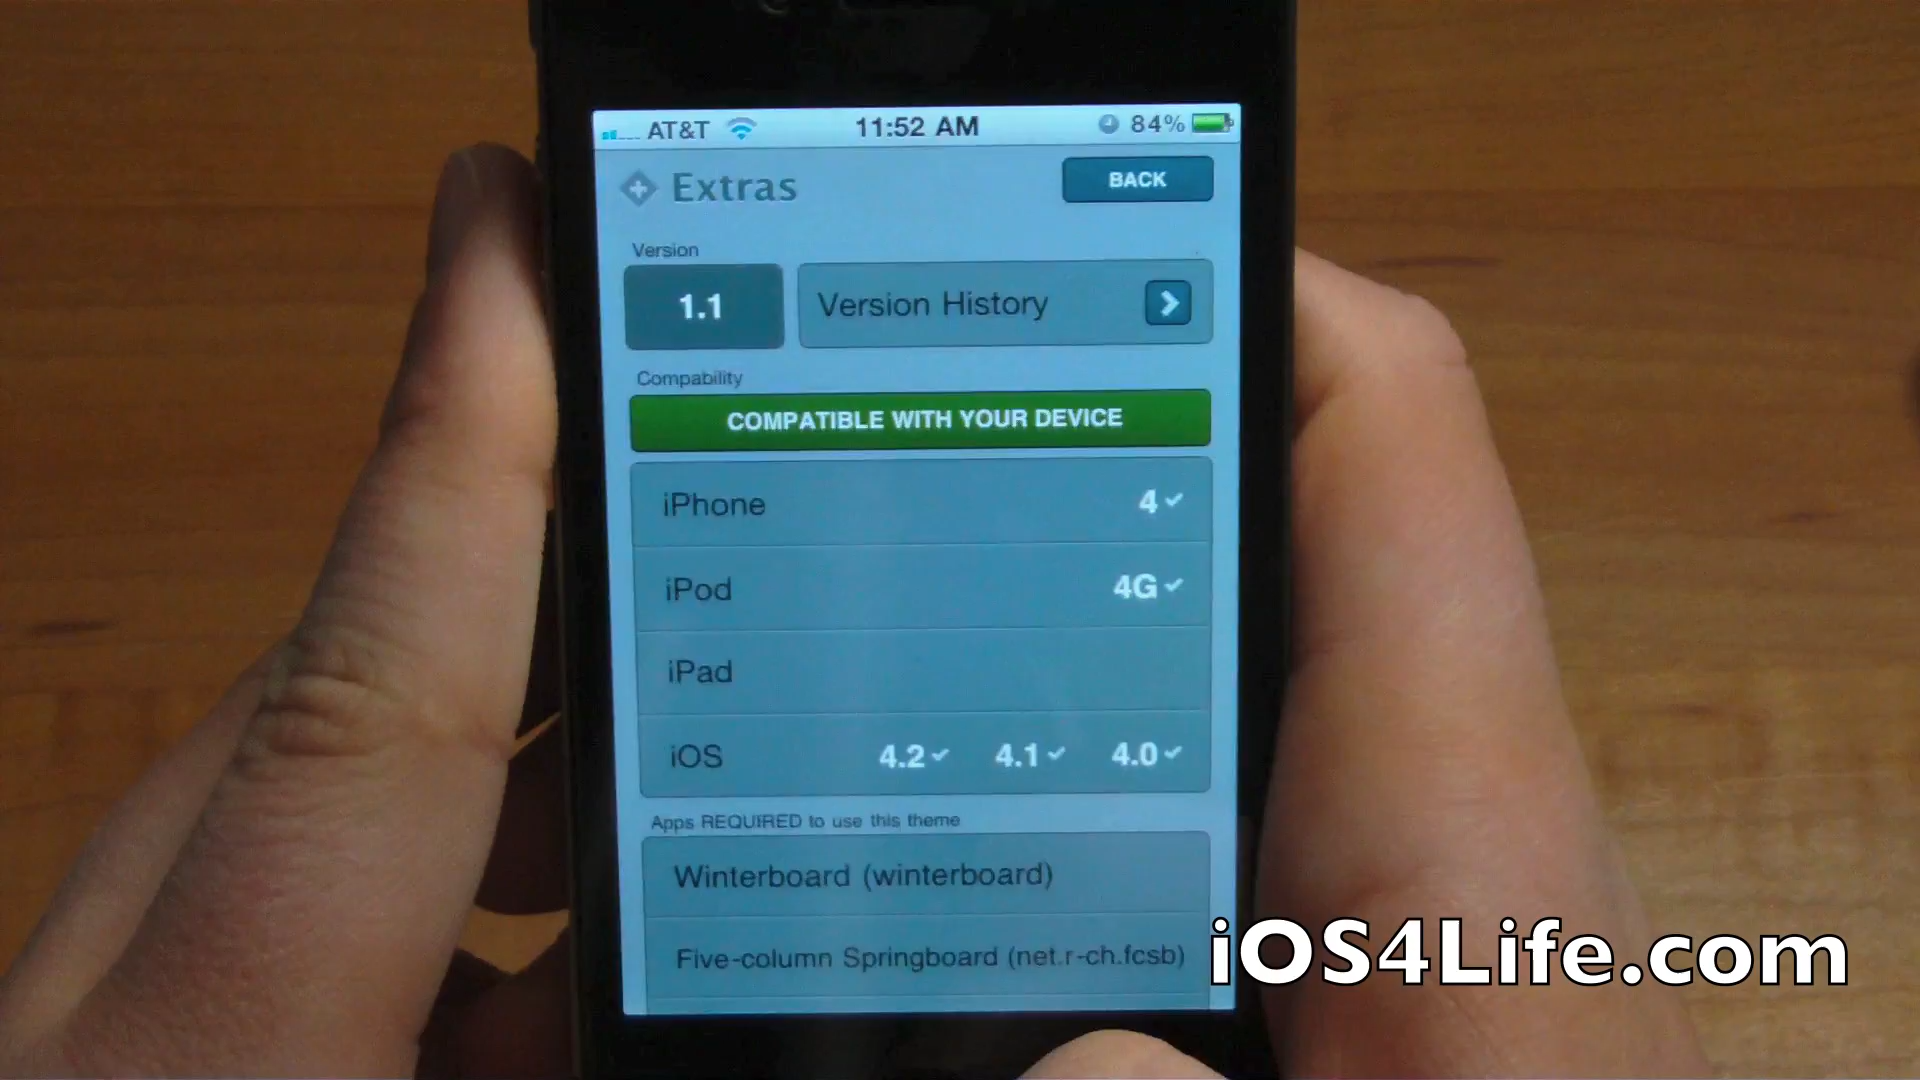 AT&T 11:52 AM 84%
Extras BACK
Version
1.1 Version History
Compability
COMPATIBLE WITH YOUR DEVICE
iPhone 4
iPod 4G
iPad
iOS 4.2 4.1 4.0
Apps REQUIRED to use this theme
Winterboard (winterboard)
Five-column Springboard (net.r-ch.fcsb)
iOS4Life.com